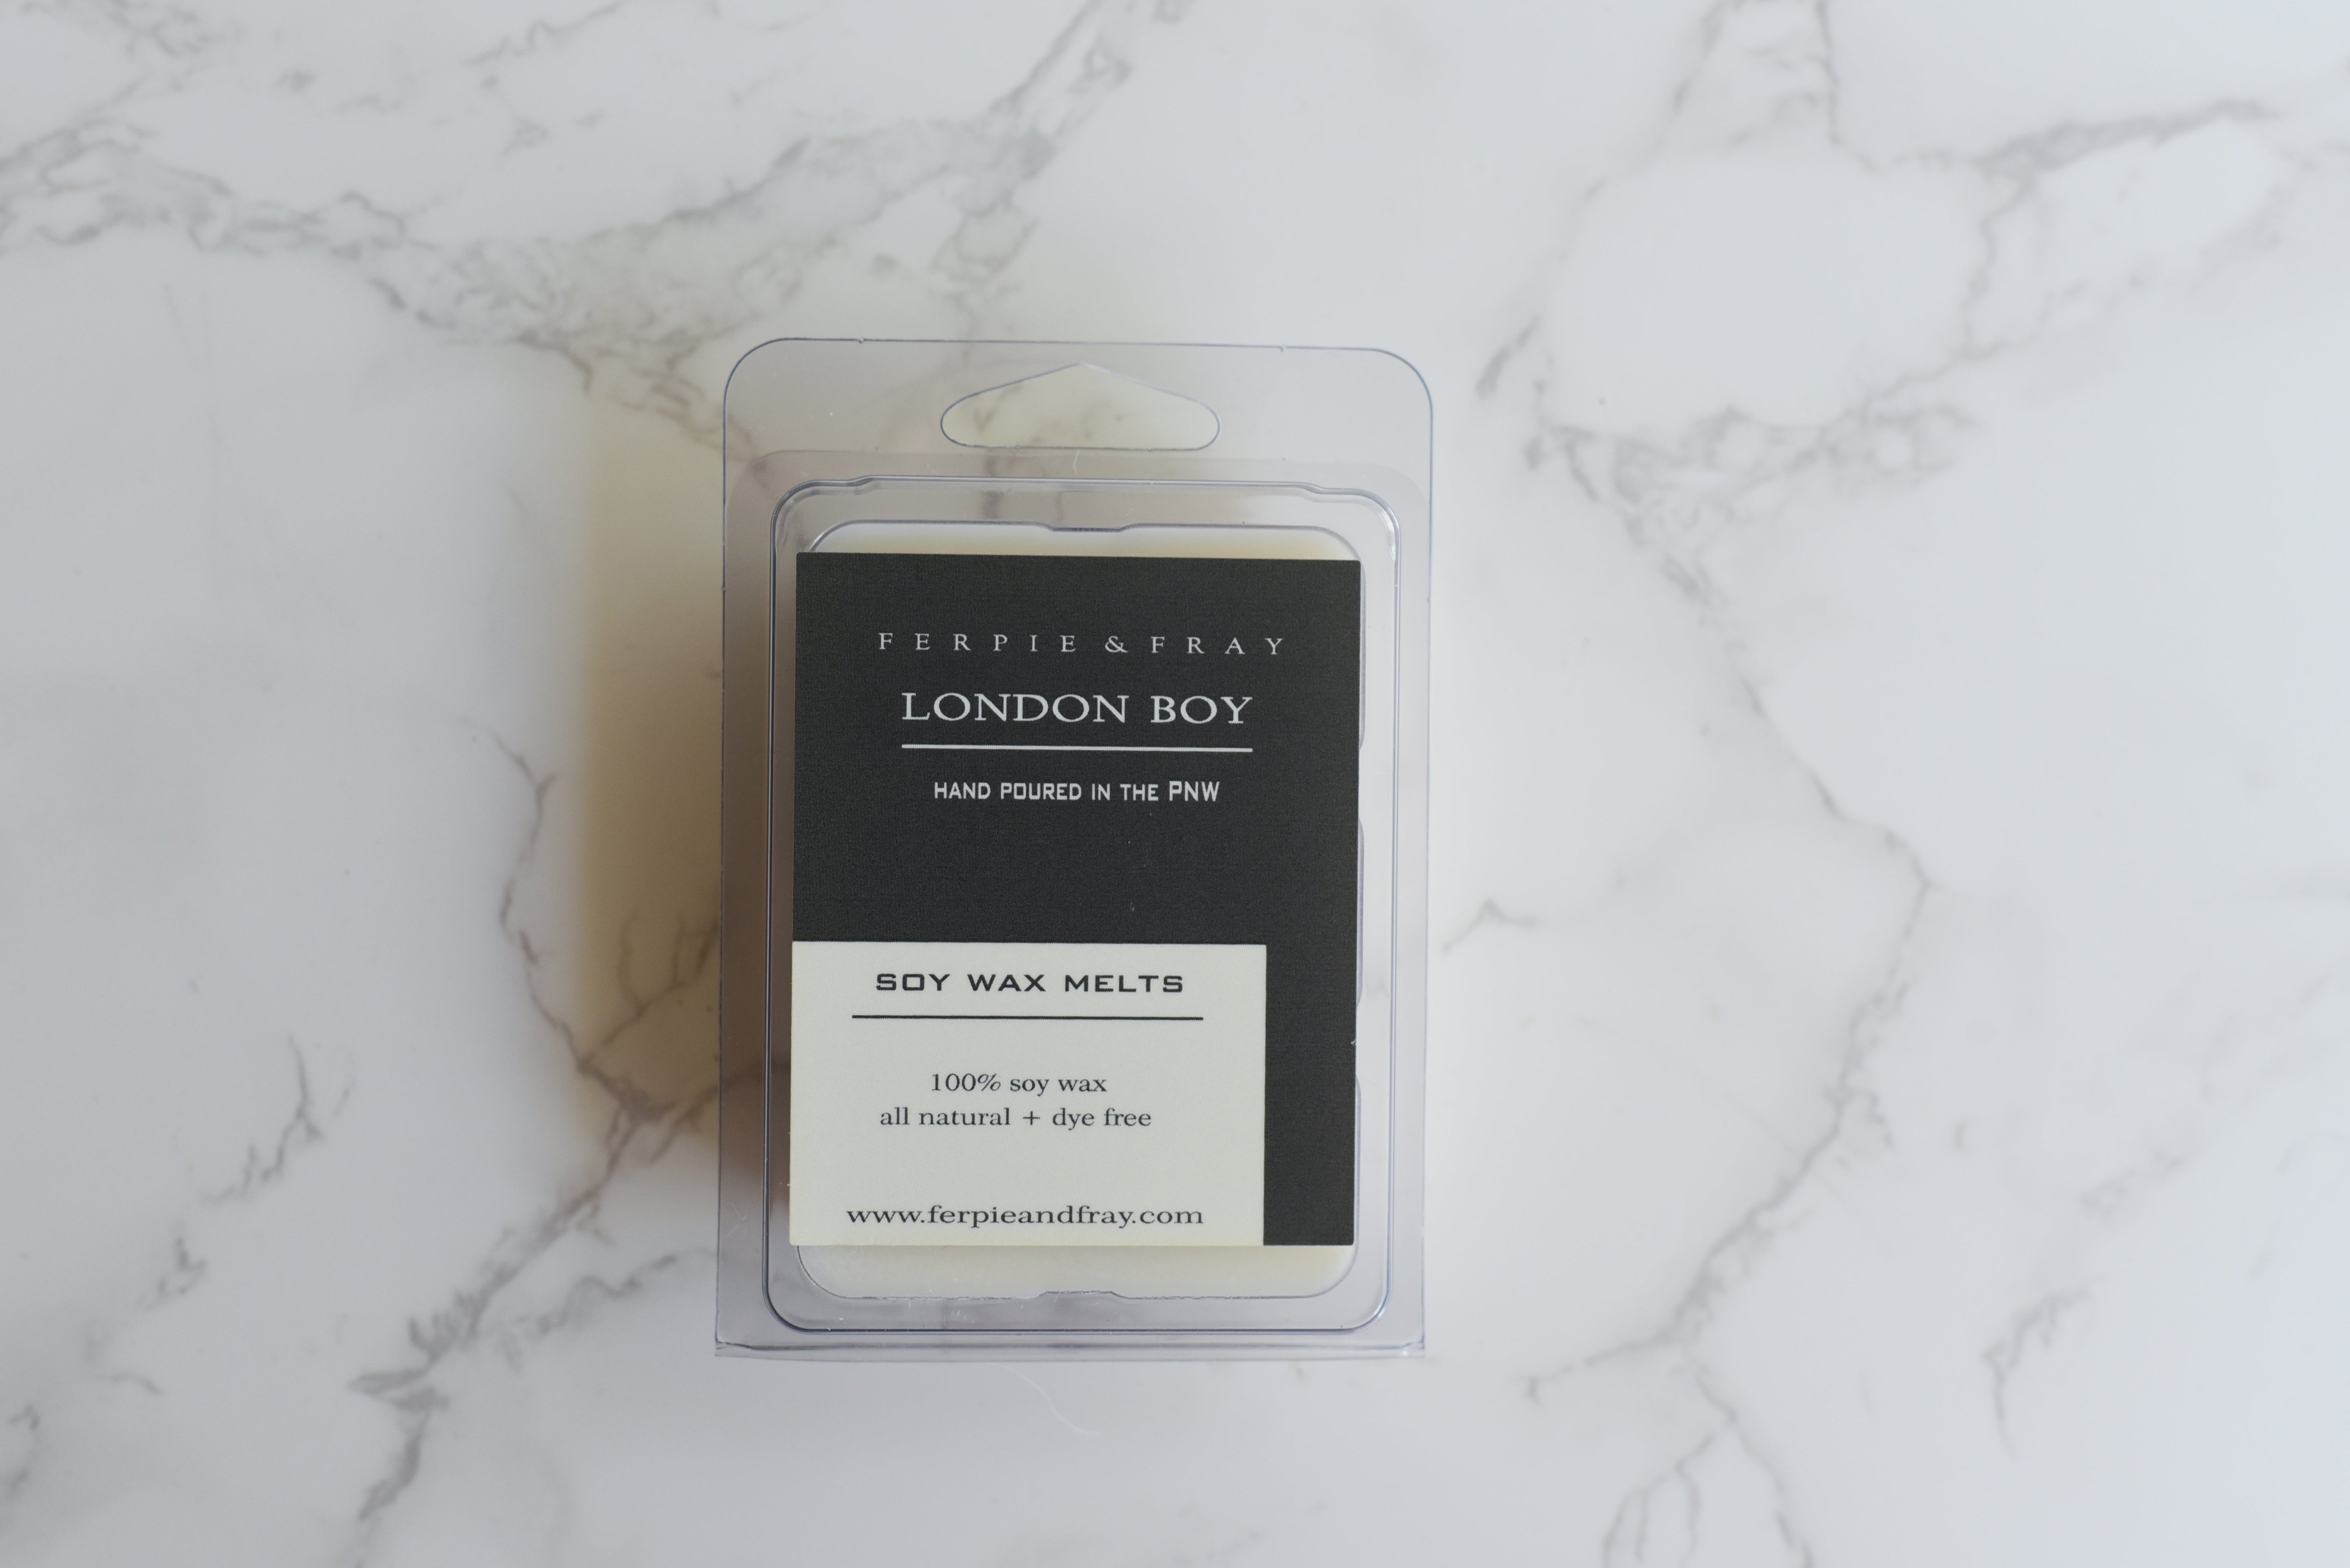 FERPIE & FRAY
LONDON BOY
HAND POURED IN THE PNW
SOY WAX MELTS
100% soy wax
all natural + dye free
www.ferpieandfray.com